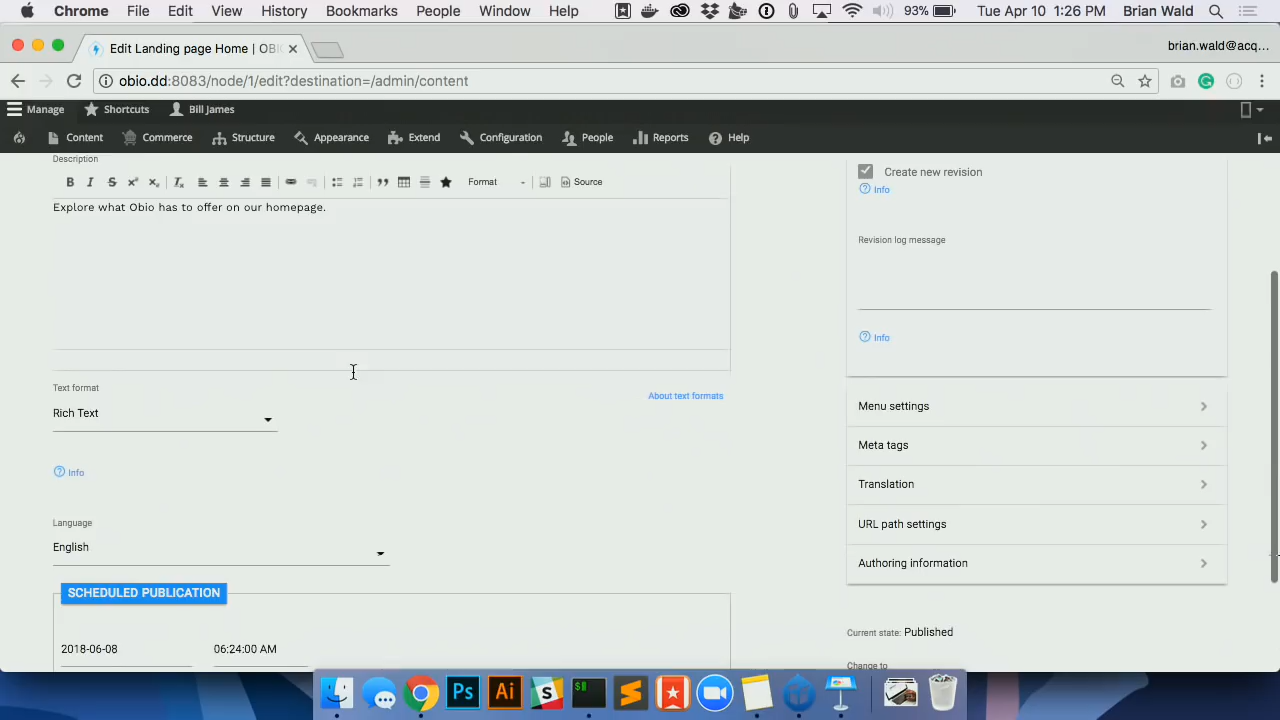 Chrome File Edit View History Bookmarks People Window Help 93% Tue Apr 10 1:26 PM Brian Wald
Edit Landing page Home | OBI brian.wald@acq...
obio.dd:8083/node/1/edit?destination=/admin/content
Manage Shortcuts Bill James
Content Commerce Structure Appearance Extend Configuration People Reports Help
Description
Create new revision
Format Source
Info
Explore what Obio has to offer on our homepage.
Revision log message
Info
Text format
About text formats
Rich Text
Menu settings
Meta tags
Info
Translation
Language
URL path settings
English
Authoring information
SCHEDULED PUBLICATION
Current state: Published
2018-06-08 06:24:00 AM
Change to
Ps Ai S $